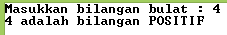 Masukkan bilangan bulat : 4
4 adalah bilangan POSITIF